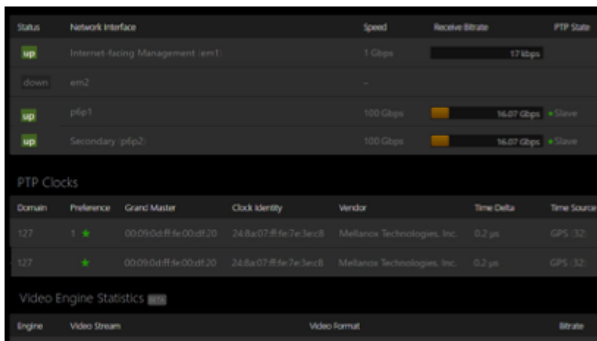 Status Network Interface Speed Receive Bitrate PTP State
up Internet-facing Management (em1) 1 Gbps 17 kbps
down em2 -
up p6p1 100 Gbps 16.07 Gbps Slave
up Secondary (p6p2) 100 Gbps 16.07 Gbps Slave
PTP Clocks
Domain Preference Grand Master Clock Identity Vendor Time Delta Time Source
127 1 ★ 00:09:0d:ff:fe:00:df:20 24:8a:07:ff:fe:7e:3e:c8 Mellanox Technologies, Inc. 0.2 µs GPS (32)
127 ★ 00:09:0d:ff:fe:00:df:20 24:8a:07:ff:fe:7e:3e:c8 Mellanox Technologies, Inc. 0.2 µs GPS (32)
Video Engine Statistics BETA
Engine Video Stream Video Format Bitrate